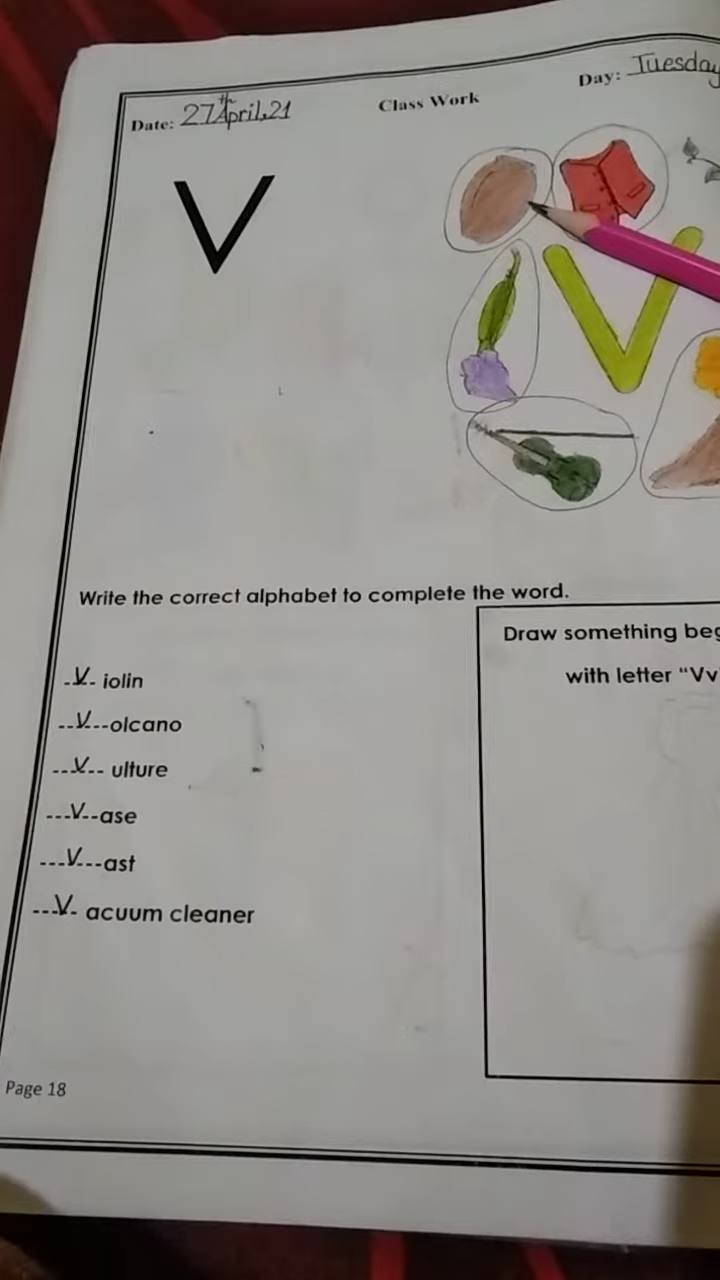 Date: 27th April, 21 Class Work Day: Tuesday
V
V
Write the correct alphabet to complete the word.
-V- iolin
--V---olcano
---V-- ulture
---V--ase
---V---ast
---V- acuum cleaner
Draw something beg
with letter "Vv
Page 18